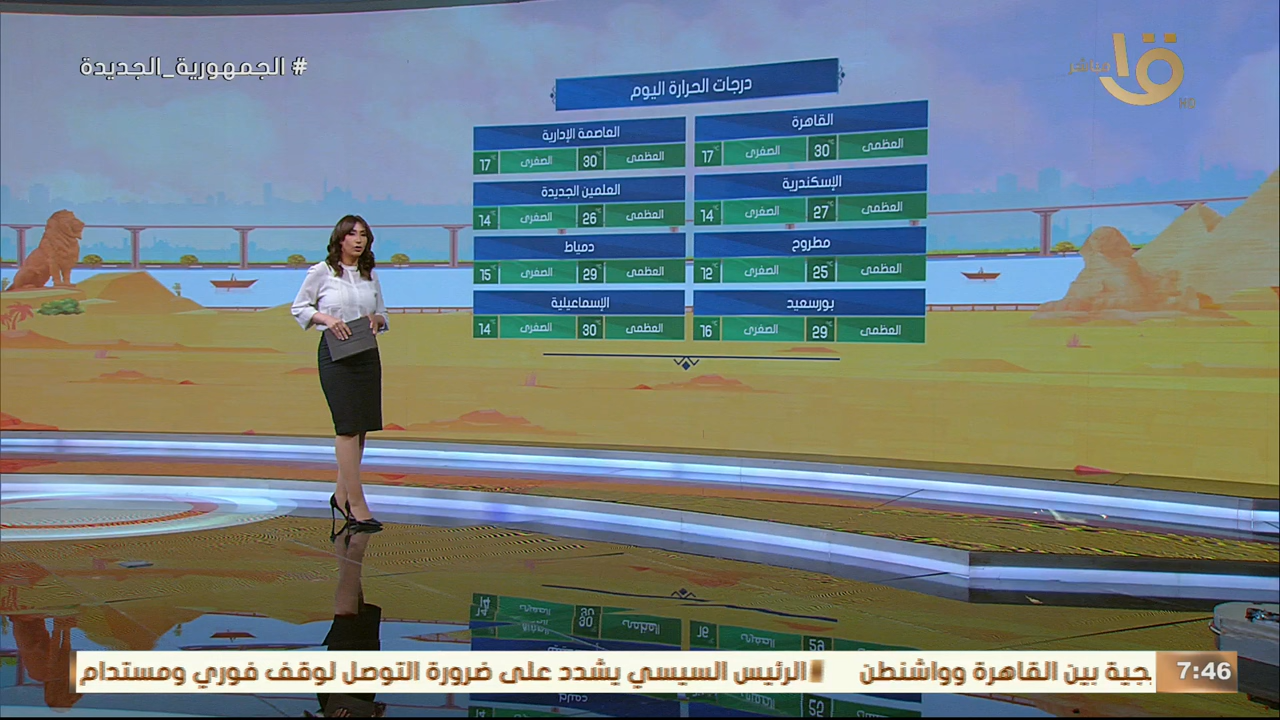 # الجمهورية_الجديدة
مباشر
HD
درجات الحرارة اليوم
القاهرة
العظمى 30° الصغرى 17°
العاصمة الإدارية
العظمى 30° الصغرى 17°
الإسكندرية
العظمى 27° الصغرى 14°
العلمين الجديدة
العظمى 26° الصغرى 14°
مطروح
العظمى 25° الصغرى 12°
دمياط
العظمى 29° الصغرى 15°
بورسعيد
العظمى 29° الصغرى 16°
الإسماعيلية
العظمى 30° الصغرى 14°
7:46
بجية بين القاهرة وواشنطن الرئيس السيسي يشدد على ضرورة التوصل لوقف فوري ومستدام